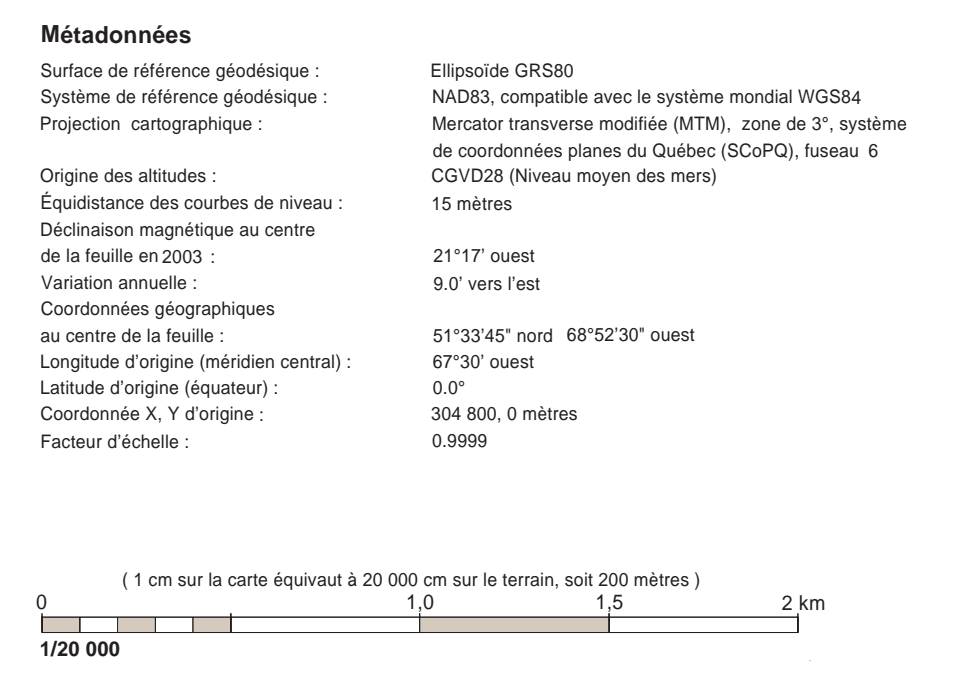 Métadonnées
Surface de référence géodésique : Ellipsoïde GRS80
Système de référence géodésique : NAD83, compatible avec le système mondial WGS84
Projection cartographique : Mercator transverse modifiée (MTM), zone de 3°, système
de coordonnées planes du Québec (SCoPQ), fuseau 6
Origine des altitudes : CGVD28 (Niveau moyen des mers)
Équidistance des courbes de niveau : 15 mètres
Déclinaison magnétique au centre
de la feuille en 2003 : 21°17’ ouest
Variation annuelle : 9.0’ vers l’est
Coordonnées géographiques
au centre de la feuille : 51°33’45" nord 68°52’30" ouest
Longitude d’origine (méridien central) : 67°30’ ouest
Latitude d’origine (équateur) : 0.0°
Coordonnée X, Y d’origine : 304 800, 0 mètres
Facteur d’échelle : 0.9999
( 1 cm sur la carte équivaut à 20 000 cm sur le terrain, soit 200 mètres )
0 1,0 1,5 2 km
1/20 000